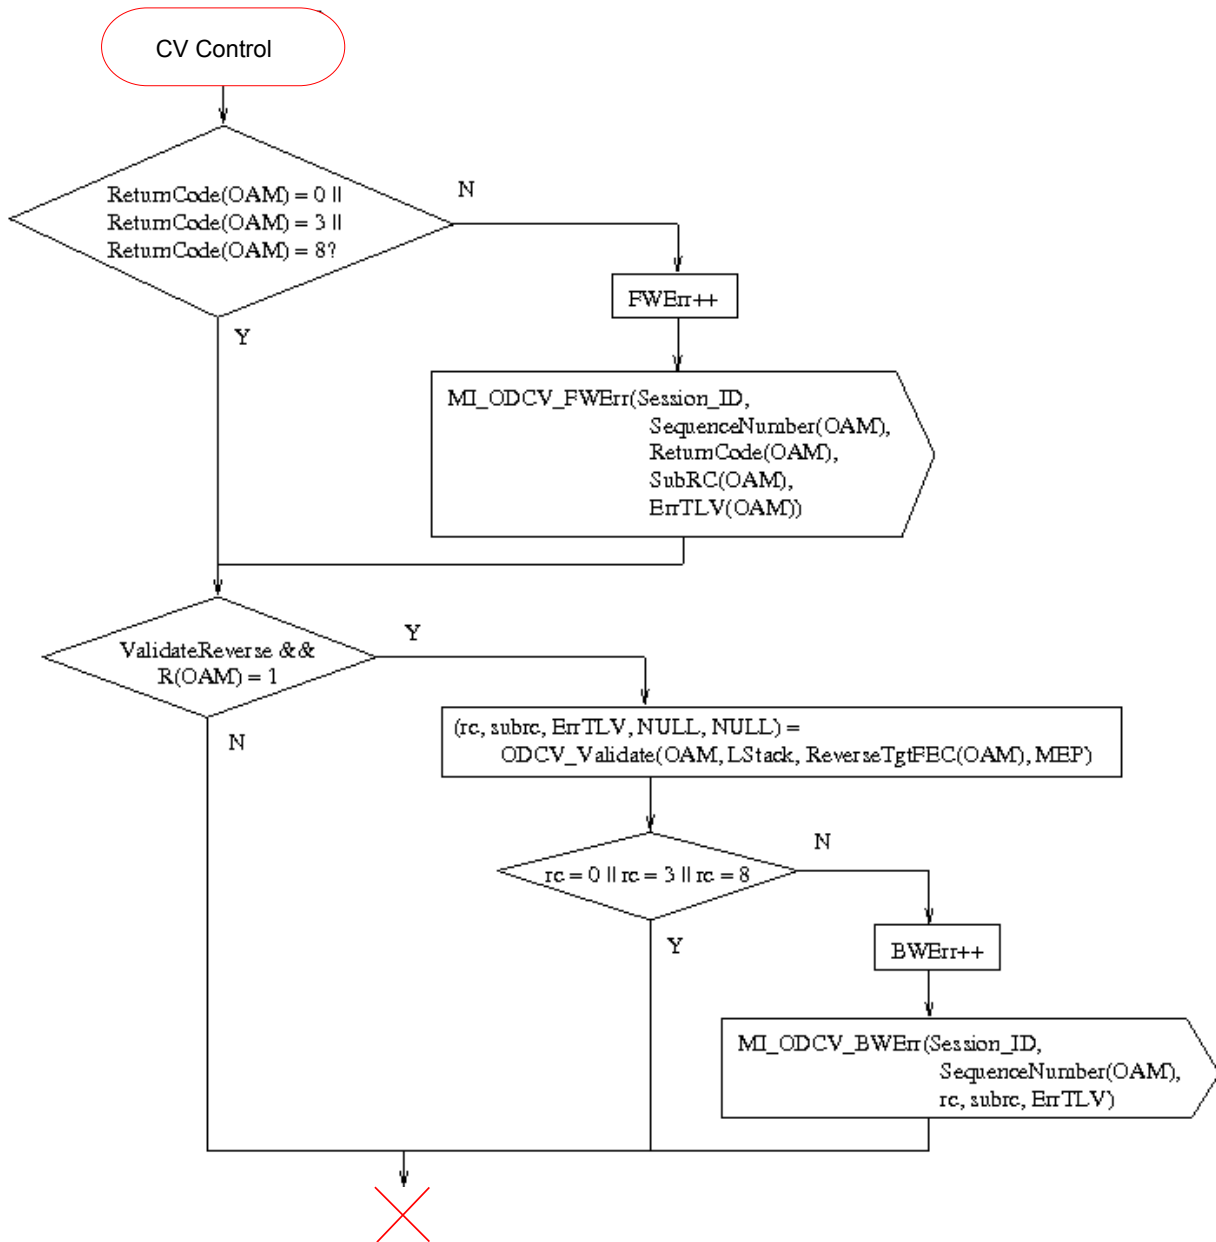 CV Control
ReturnCode(OAM) = 0 ||
ReturnCode(OAM) = 3 ||
ReturnCode(OAM) = 8?
N
Y
FWErr++
MI_ODCV_FWErr(Session_ID,
SequenceNumber(OAM),
ReturnCode(OAM),
SubRC(OAM),
ErrTLV(OAM))
ValidateReverse &&
R(OAM) = 1
Y
N
(rc, subrc, ErrTLV, NULL, NULL) =
ODCV_Validate(OAM, LStack, ReverseTgtFEC(OAM), MEP)
rc = 0 || rc = 3 || rc = 8
N
Y
BWErr++
MI_ODCV_BWErr(Session_ID,
SequenceNumber(OAM),
rc, subrc, ErrTLV)